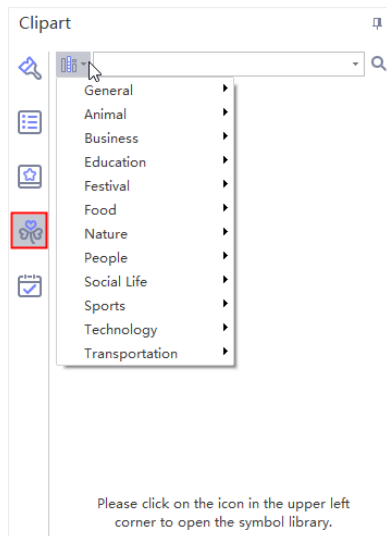 Clipart
General
Animal
Business
Education
Festival
Food
Nature
People
Social Life
Sports
Technology
Transportation
Please click on the icon in the upper left
corner to open the symbol library.